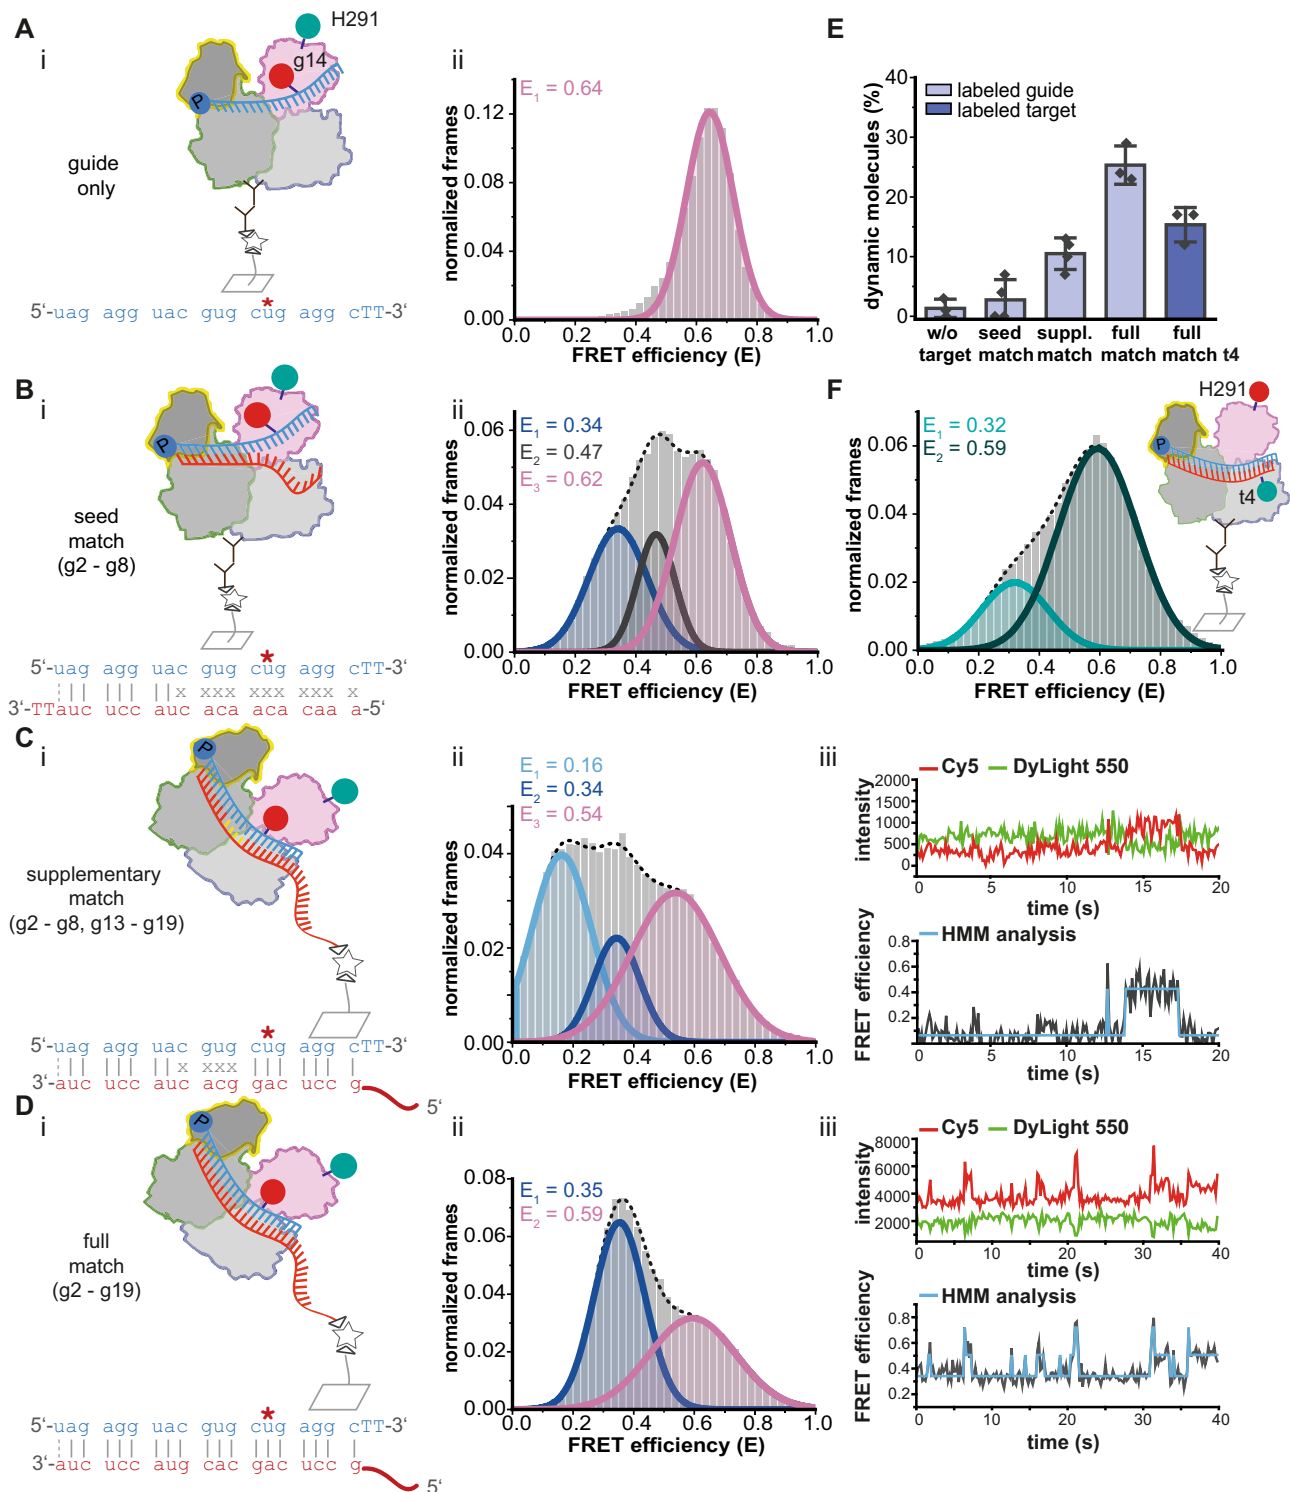 A
i
H291
g14
P
guide
only
5‘-uag agg uac gug cug agg cTT-3‘
*
ii
E1 = 0.64
normalized frames
0.12
0.08
0.04
0.00
0.0 0.2 0.4 0.6 0.8 1.0
FRET efficiency (E)
E
dynamic molecules (%)
40
30
20
10
0
labeled guide
labeled target
w/o target
seed match
suppl. match
full match
full match t4
B
i
P
seed
match
(g2 - g8)
*
5‘-uag agg uac gug cug agg cTT-3‘
x xxx xxx xxx x
3‘-TTauc ucc auc aca aca caa a-5‘
ii
E1 = 0.34
E2 = 0.47
E3 = 0.62
normalized frames
0.06
0.04
0.02
0.00
0.0 0.2 0.4 0.6 0.8 1.0
FRET efficiency (E)
F
E1 = 0.32
E2 = 0.59
H291
P
t4
normalized frames
0.06
0.04
0.02
0.00
0.0 0.2 0.4 0.6 0.8 1.0
FRET efficiency (E)
C
i
P
supplementary
match
(g2 - g8, g13 - g19)
*
5‘-uag agg uac gug cug agg cTT-3‘
x xxx
3‘-auc ucc auc acg gac ucc g
5‘
ii
E1 = 0.16
E2 = 0.34
E3 = 0.54
normalized frames
0.04
0.02
0.00
0.0 0.2 0.4 0.6 0.8 1.0
FRET efficiency (E)
iii
Cy5 DyLight 550
intensity
2000
1500
1000
500
0
0 5 10 15 20
time (s)
HMM analysis
FRET efficiency
0.8
0.6
0.4
0.2
0 5 10 15 20
time (s)
D
i
P
full
match
(g2 - g19)
*
5‘-uag agg uac gug cug agg cTT-3‘
3‘-auc ucc aug cac gac ucc g
5‘
ii
E1 = 0.35
E2 = 0.59
normalized frames
0.08
0.06
0.04
0.02
0.00
0.0 0.2 0.4 0.6 0.8 1.0
FRET efficiency (E)
iii
Cy5 DyLight 550
intensity
8000
6000
4000
2000
0 10 20 30 40
time (s)
HMM analysis
FRET efficiency
0.8
0.6
0.4
0.2
0 10 20 30 40
time (s)